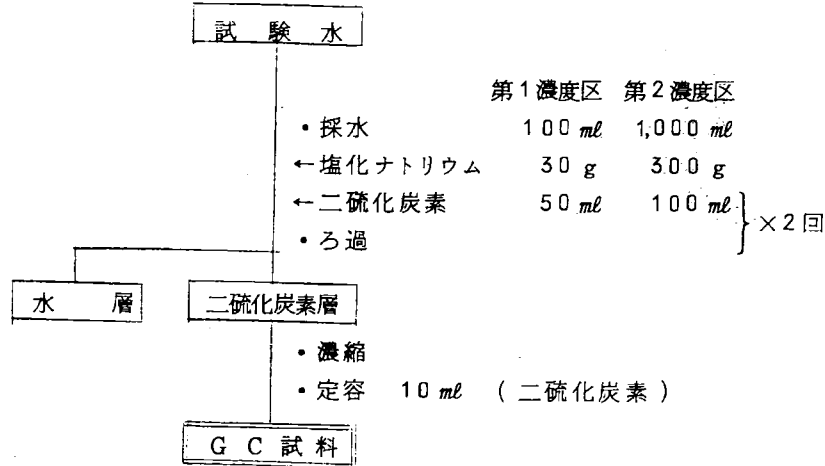 試験水
第1濃度区 第2濃度区
・採水 100 ml 1,000 ml
←塩化ナトリウム 30 g 300 g
←二硫化炭素 50 ml 100 ml
・ろ過
×2回
水層 二硫化炭素層
・濃縮
・定容 10 ml (二硫化炭素)
GC試料